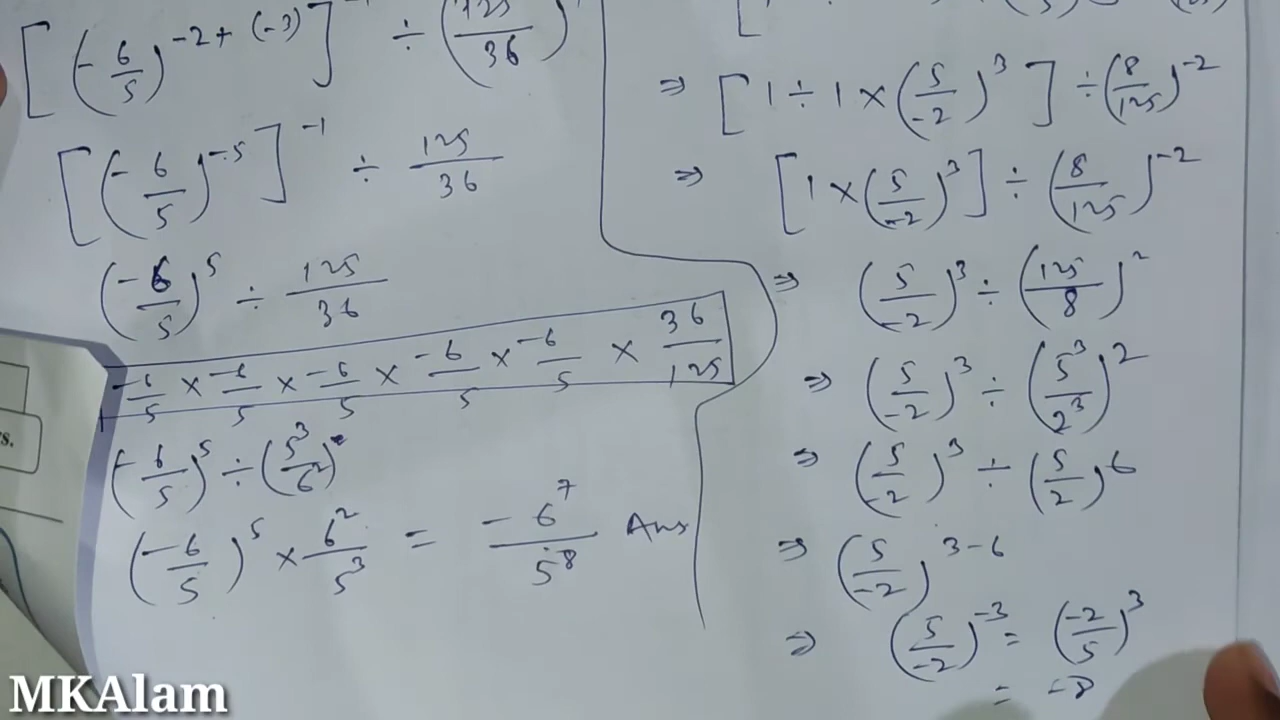 [(-6/5)^{-2+(-3)}]^{-1} ÷ (125/36)
[(-6/5)^{-5}]^{-1} ÷ 125/36
(-6/5)^5 ÷ 125/36
-6/5 × -6/5 × -6/5 × -6/5 × -6/5 × 36/125
(-6/5)^5 ÷ (5^3/6^2)
(-6/5)^5 × 6^2/5^3 = -6^7/5^8 Ans
⇒ [1 ÷ 1 × (5/-2)^3] ÷ (8/125)^{-2}
⇒ [1 × (5/-2)^3] ÷ (8/125)^{-2}
⇒ (5/-2)^3 ÷ (125/8)^2
⇒ (5/-2)^3 ÷ (5^3/2^3)^2
⇒ (5/-2)^3 ÷ (5/2)^6
⇒ (5/-2)^{3-6}
⇒ (5/-2)^{-3} = (-2/5)^3
= -8
s.
MKAlam